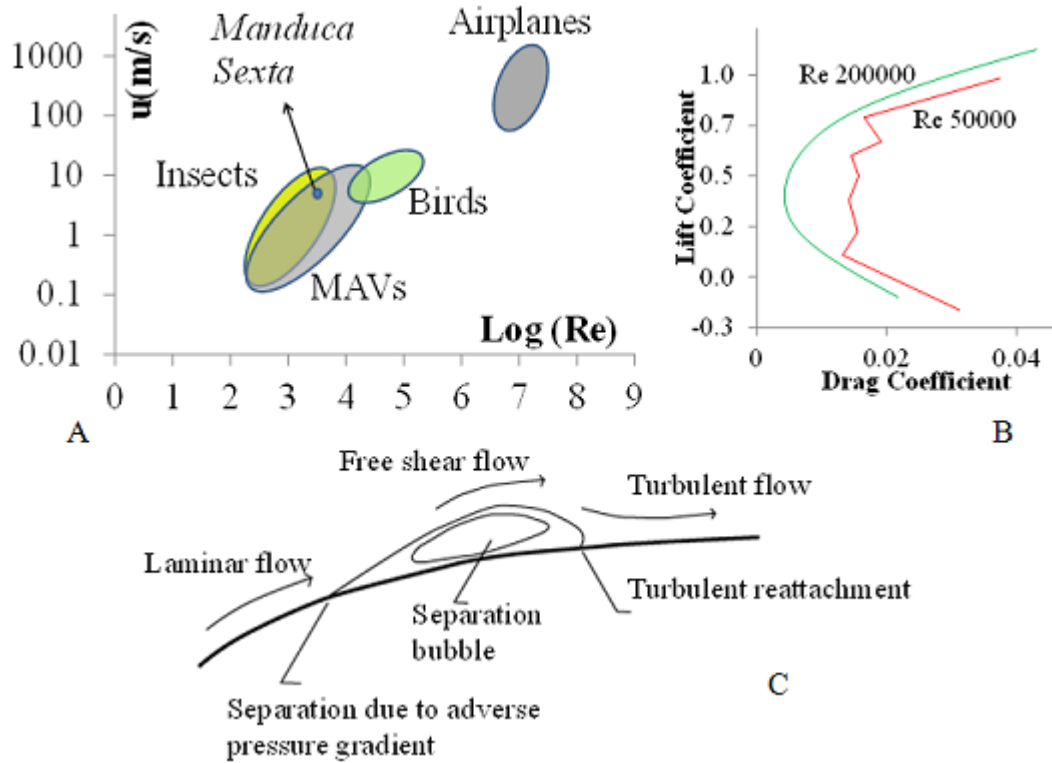 Manduca
Sexta
Airplanes
Insects
Birds
MAVs
u(m/s)
1000
100
10
1
0.1
0.01
Log (Re)
0 1 2 3 4 5 6 7 8 9
A
Re 200000
Re 50000
Lift Coefficient
1.0
0.7
0.5
0.2
0.0
-0.3
0 0.02 0.04
Drag Coefficient
B
Free shear flow
Turbulent flow
Laminar flow
Turbulent reattachment
Separation
bubble
C
Separation due to adverse
pressure gradient